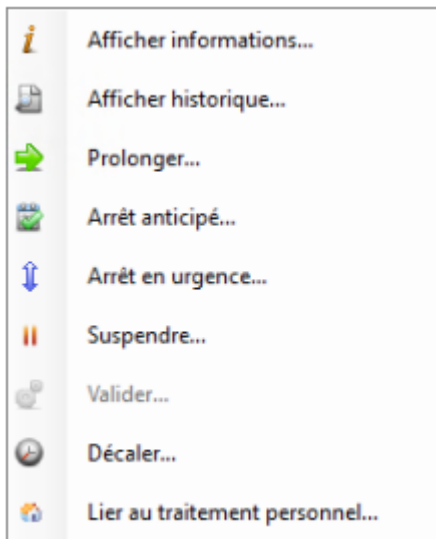 Afficher informations...
Afficher historique...
Prolonger...
Arrêt anticipé...
Arrêt en urgence...
Suspendre...
Valider...
Décaler...
Lier au traitement personnel...